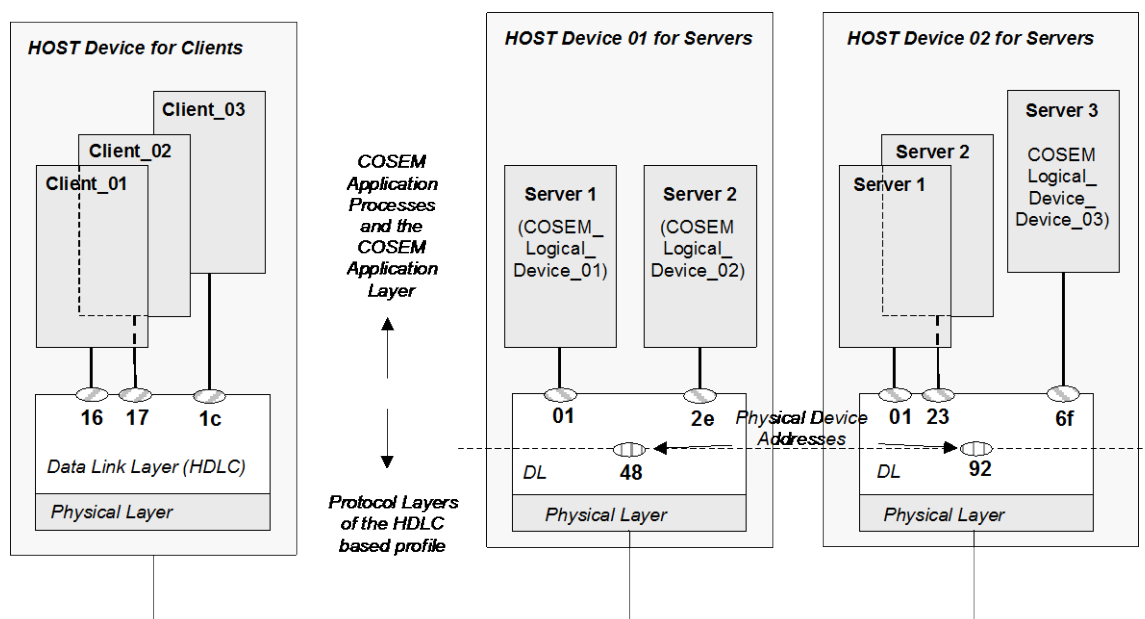 HOST Device for Clients
Client_03
Client_02
Client_01
16
17
1c
Data Link Layer (HDLC)
Physical Layer
COSEM
Application
Processes
and the
COSEM
Application
Layer
Protocol Layers
of the HDLC
based profile
HOST Device 01 for Servers
Server 1
(COSEM_
Logical_
Device_01)
Server 2
(COSEM
Logical_
Device_02)
01
2e
Physical Device
Addresses
DL
48
Physical Layer
HOST Device 02 for Servers
Server 3
COSEM
Logical_
Device_
Device_03)
Server 2
Server 1
01
23
6f
DL
92
Physical Layer